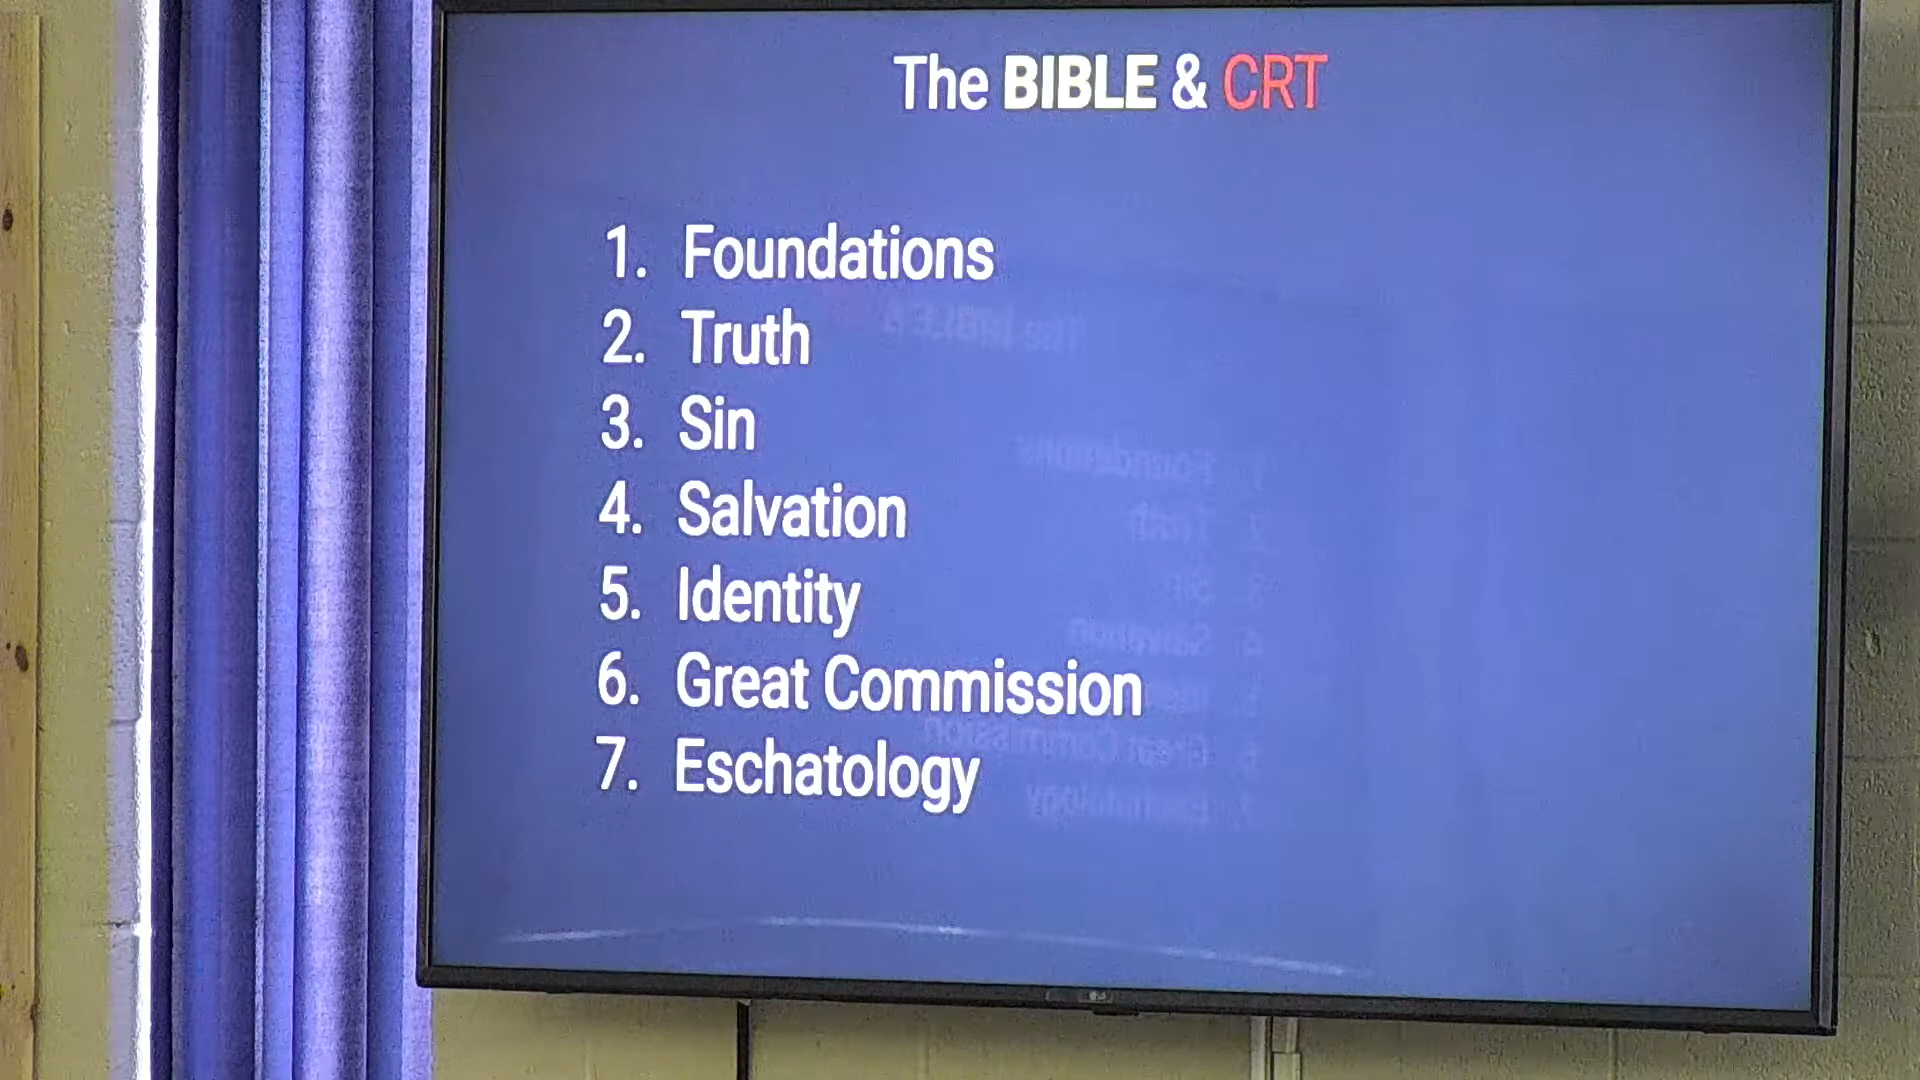 The BIBLE & CRT
1. Foundations
2. Truth
3. Sin
4. Salvation
5. Identity
6. Great Commission
7. Eschatology